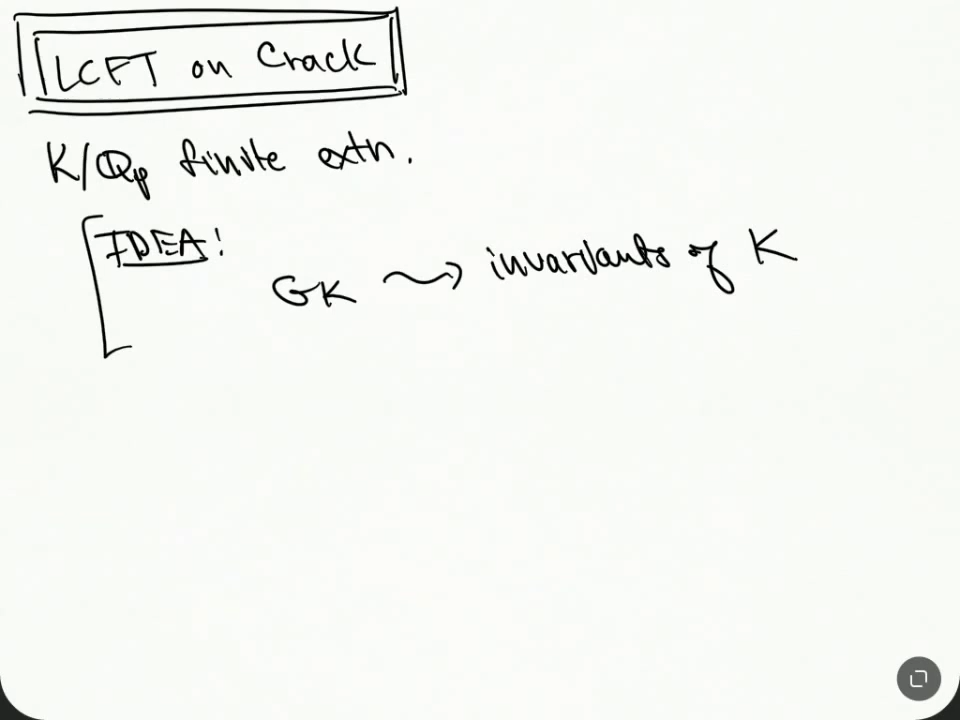 LCFT on Crack
K/Qp finite extn.
IDEA!
GK ⇝ invariants of K